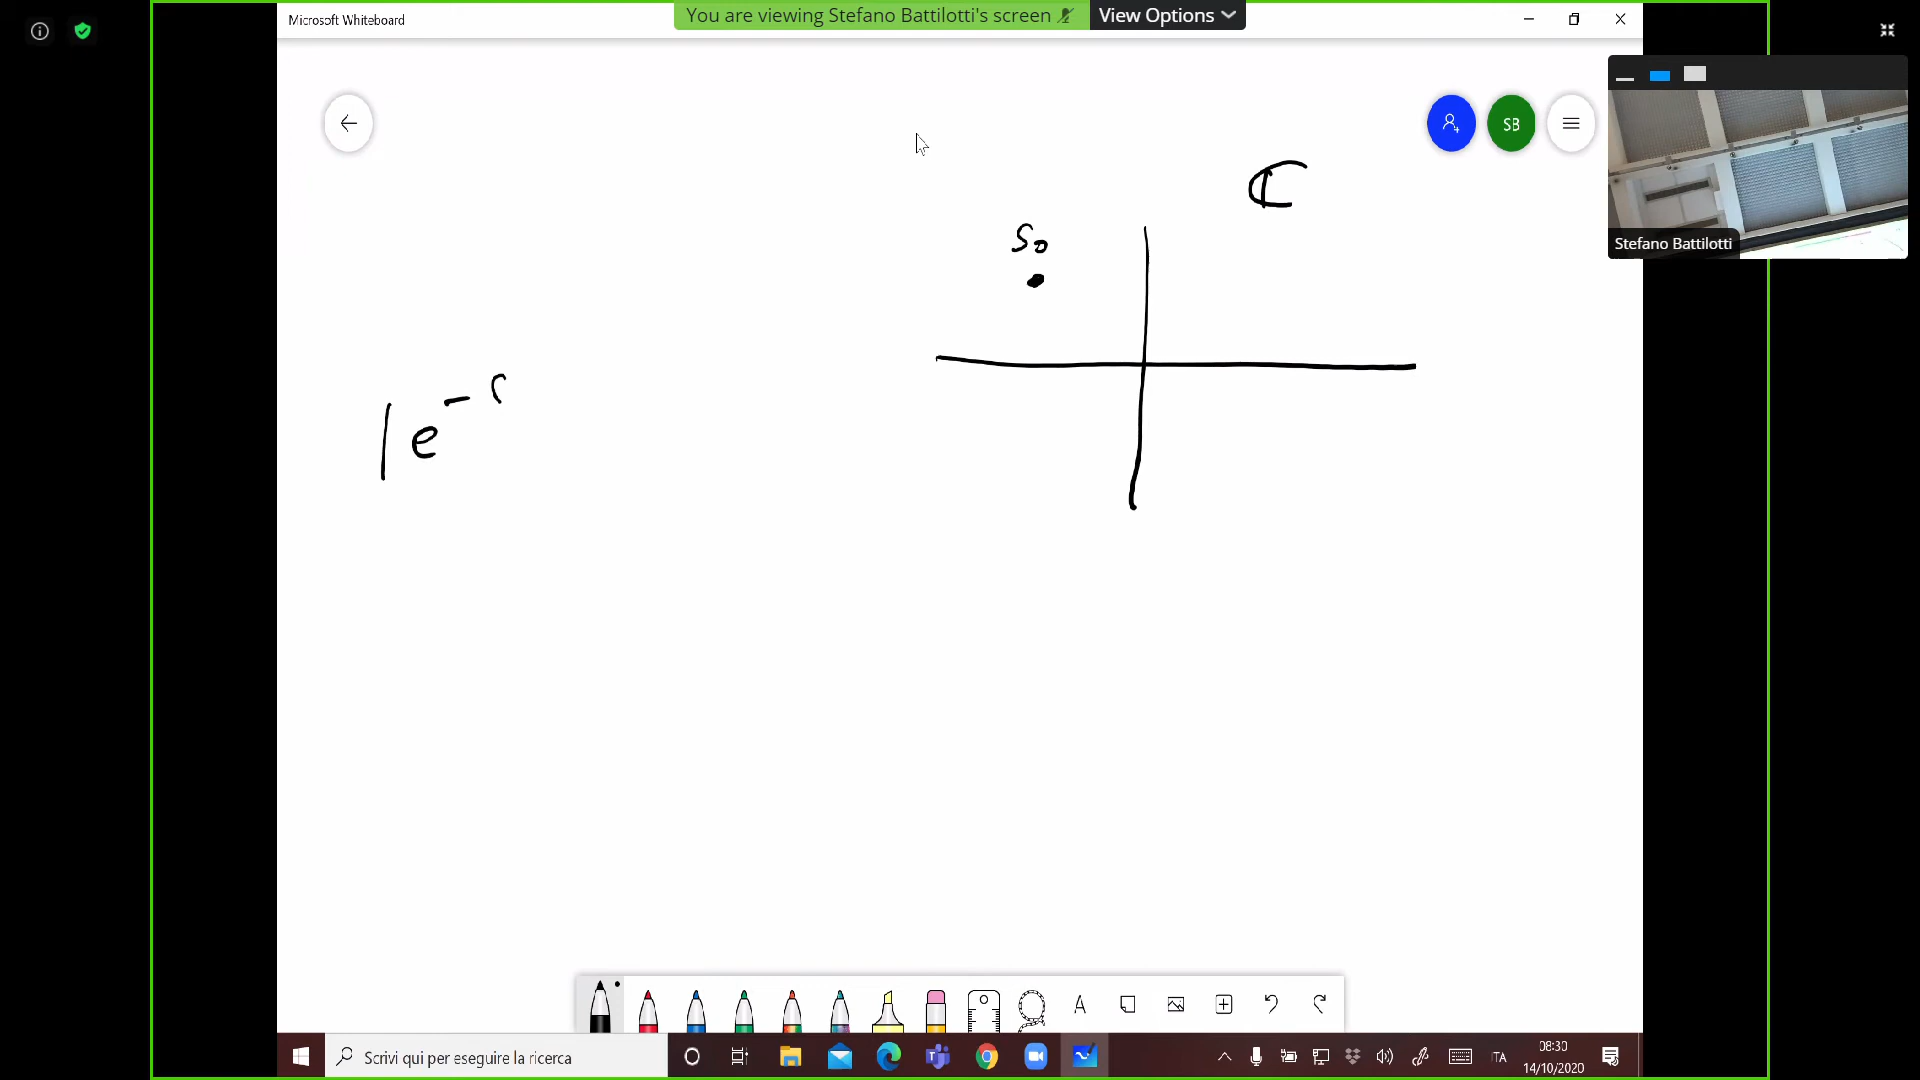 You are viewing Stefano Battilotti's screen View Options
Microsoft Whiteboard
SB
ℂ
s₀
Stefano Battilotti
| e⁻
A
Scrivi qui per eseguire la ricerca
ITA
08:30
14/10/2020